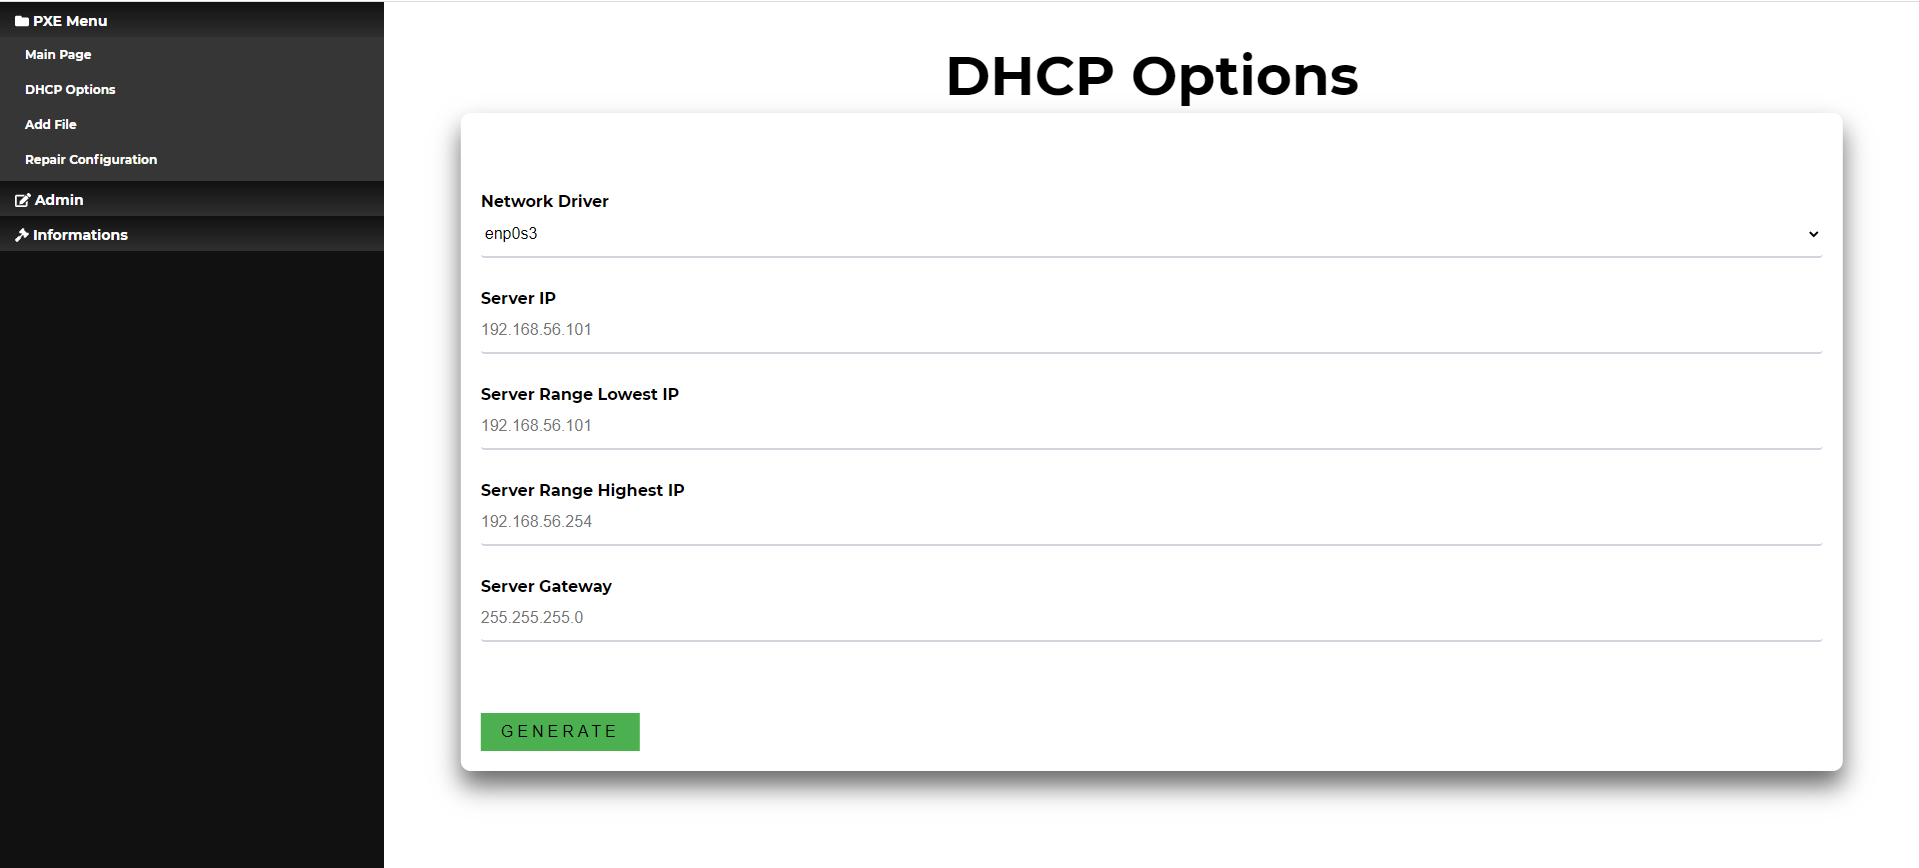 PXE Menu
Main Page
DHCP Options
Add File
Repair Configuration
Admin
Informations
DHCP Options
Network Driver
enp0s3
Server IP
192.168.56.101
Server Range Lowest IP
192.168.56.101
Server Range Highest IP
192.168.56.254
Server Gateway
255.255.255.0
GENERATE